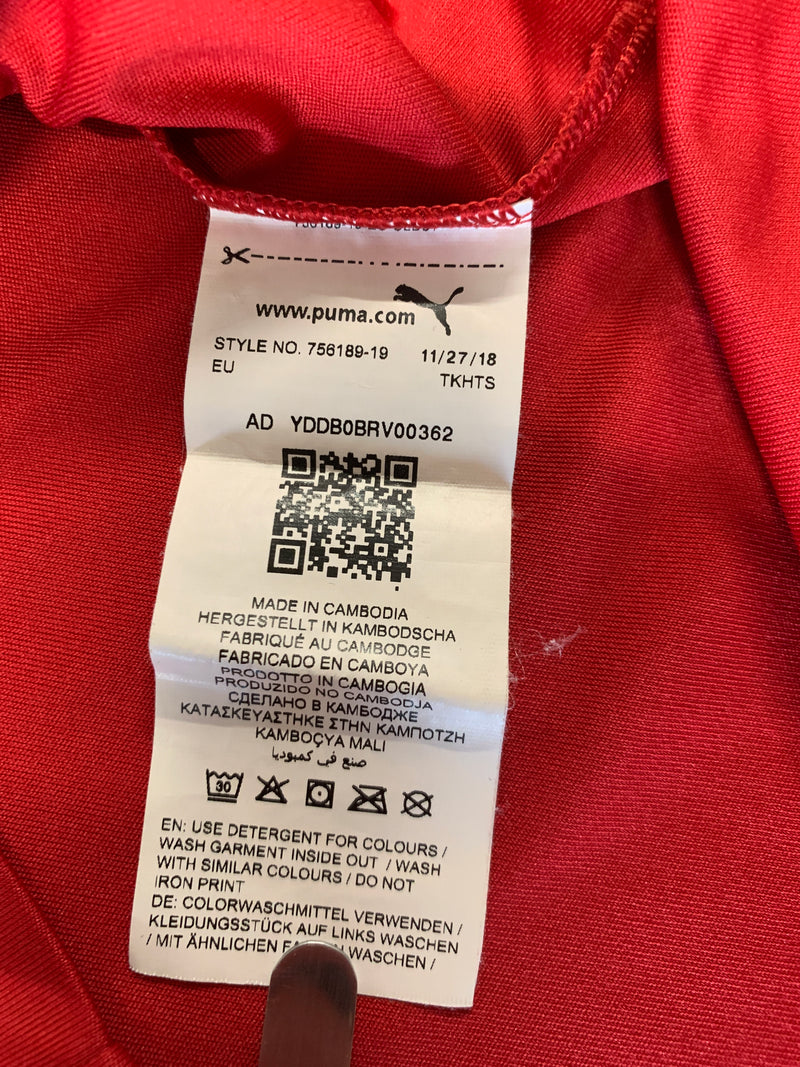 www.puma.com
STYLE NO. 756189-19 11/27/18
EU TKHTS
AD YDDB0BRV00362
MADE IN CAMBODIA
HERGESTELLT IN KAMBODSCHA
FABRIQUÉ AU CAMBODGE
FABRICADO EN CAMBOYA
PRODOTTO IN CAMBOGIA
PRODUZIDO NO CAMBODJA
СДЕЛАНО В КАМБОДЖЕ
ΚΑΤΑΣΚΕΥΑΣΤΗΚΕ ΣΤΗΝ ΚΑΜΠΟΤΖΗ
KAMBOÇYA MALI
صنع في كمبوديا
30
EN: USE DETERGENT FOR COLOURS /
WASH GARMENT INSIDE OUT / WASH
WITH SIMILAR COLOURS / DO NOT
IRON PRINT
DE: COLORWASCHMITTEL VERWENDEN /
KLEIDUNGSSTÜCK AUF LINKS WASCHEN
/ MIT ÄHNLICHEN WASCHEN /